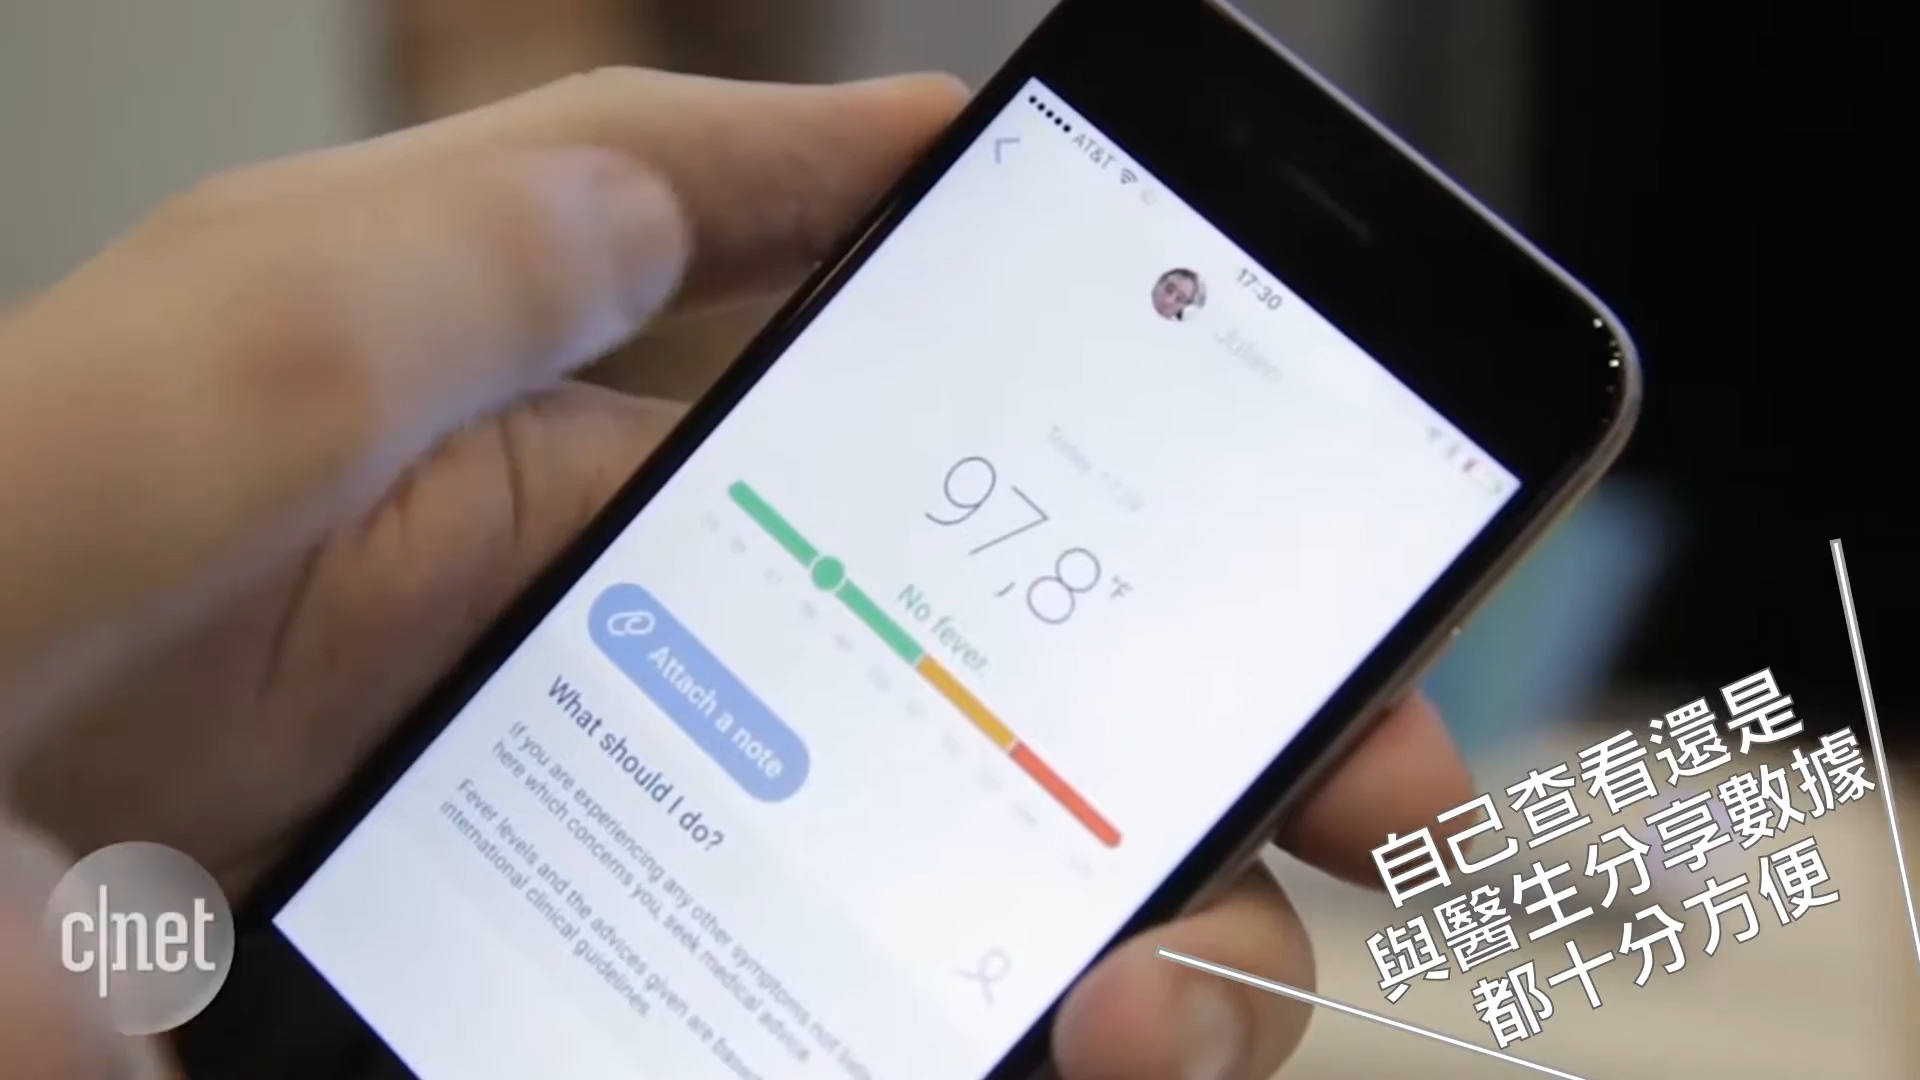 AT&T
17:30
Julien
97,8 °F
No fever.
Attach a note
What should I do?
If you are experiencing any other symptoms not
here which concerns you, seek medical advice.
Fever levels and the advices given are based
international clinical guidelines.
c|net
自己查看還是
與醫生分享數據
都十分方便